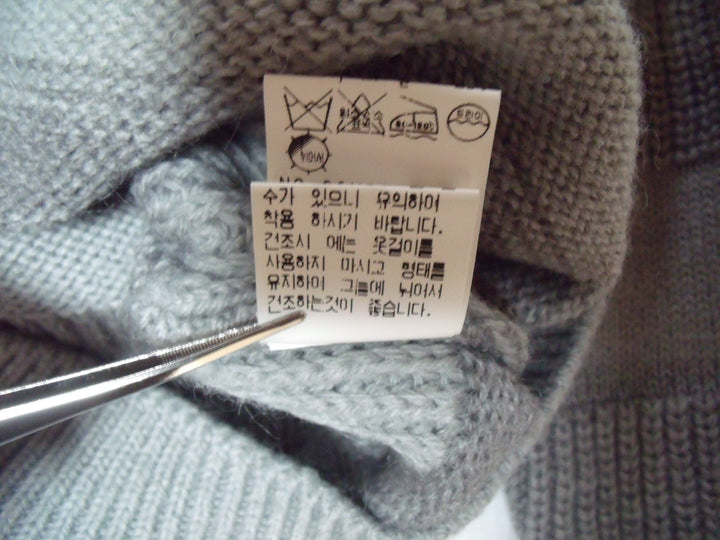 드라이
수가 있으니 유의하여
착용 하시기 바랍니다.
건조시 에는 옷걸이를
사용하지 마시고 형태를
유지하여 그늘에 뉘어서
건조하는것이 좋습니다.